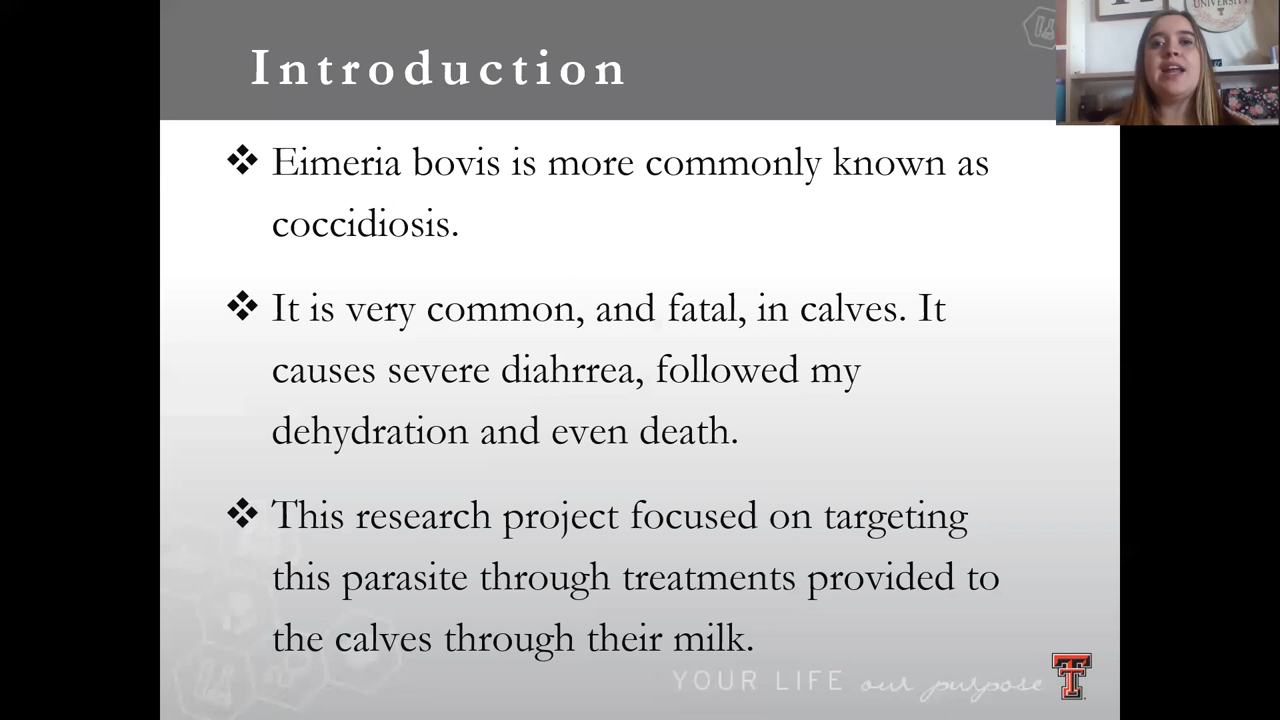 UNIVERSITY
Introduction
❖ Eimeria bovis is more commonly known as
coccidiosis.
❖ It is very common, and fatal, in calves. It
causes severe diahrrea, followed my
dehydration and even death.
❖ This research project focused on targeting
this parasite through treatments provided to
the calves through their milk.
YOUR LIFE our purpose